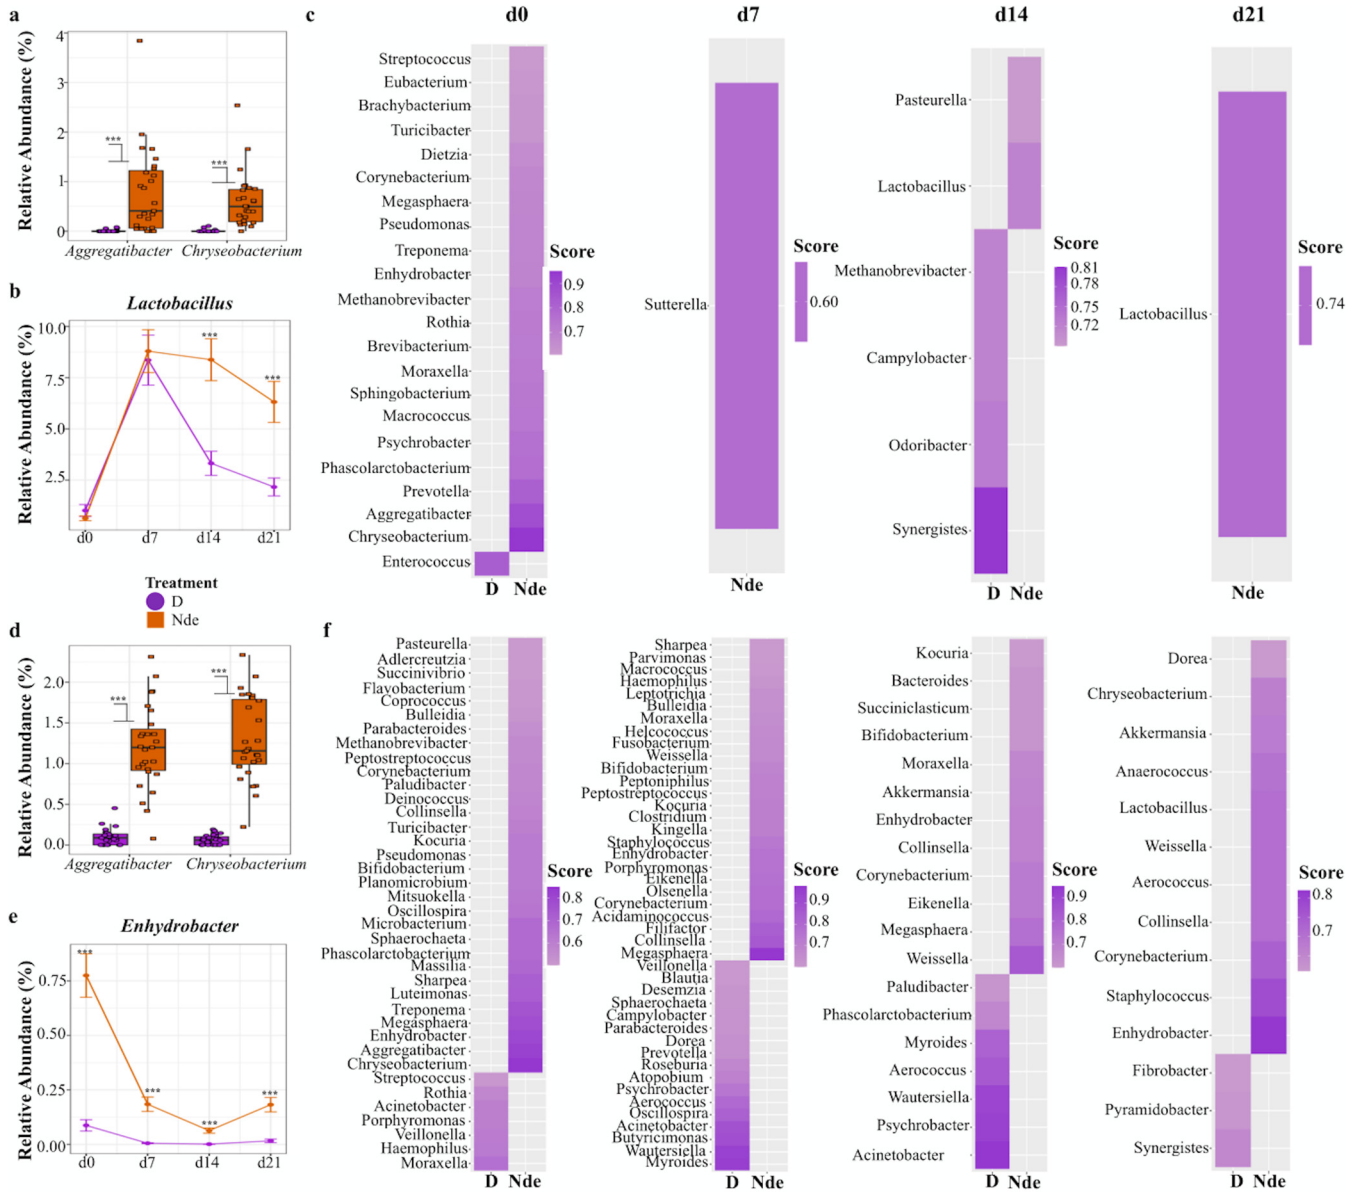 a
Relative Abundance (%)
4
3
2
1
0
***
***
Aggregatibacter
Chryseobacterium
b
Lactobacillus
Relative Abundance (%)
10.0
7.5
5.0
2.5
***
***
d0
d7
d14
d21
Treatment
D
Nde
c
d0
d7
d14
d21
Streptococcus
Eubacterium
Brachybacterium
Turicibacter
Dietzia
Corynebacterium
Megasphaera
Pseudomonas
Treponema
Enhydrobacter
Methanobrevibacter
Rothia
Brevibacterium
Moraxella
Sphingobacterium
Macrococcus
Psychrobacter
Phascolarctobacterium
Prevotella
Aggregatibacter
Chryseobacterium
Enterococcus
D
Nde
Score
0.9
0.8
0.7
Sutterella
Nde
Score
0.60
Pasteurella
Lactobacillus
Methanobrevibacter
Campylobacter
Odoribacter
Synergistes
D
Nde
Score
0.81
0.78
0.75
0.72
Lactobacillus
Nde
Score
0.74
d
Relative Abundance (%)
2.0
1.5
1.0
0.5
0.0
***
***
Aggregatibacter
Chryseobacterium
e
Enhydrobacter
Relative Abundance (%)
0.75
0.50
0.25
0.00
***
***
***
***
d0
d7
d14
d21
f
Pasteurella
Adlercreutzia
Succinivibrio
Flavobacterium
Coprococcus
Bulleidia
Parabacteroides
Methanobrevibacter
Peptostreptococcus
Corynebacterium
Paludibacter
Deinococcus
Collinsella
Turicibacter
Kocuria
Pseudomonas
Bifidobacterium
Planomicrobium
Mitsuokella
Oscillospira
Microbacterium
Sphaerochaeta
Phascolarctobacterium
Massilia
Sharpea
Luteimonas
Treponema
Megasphaera
Enhydrobacter
Aggregatibacter
Chryseobacterium
Streptococcus
Rothia
Acinetobacter
Porphyromonas
Veillonella
Haemophilus
Moraxella
D
Nde
Score
0.8
0.7
0.6
Sharpea
Parvimonas
Macrococcus
Haemophilus
Leptotrichia
Bulleidia
Moraxella
Helcococcus
Fusobacterium
Weissella
Bifidobacterium
Peptoniphilus
Peptostreptococcus
Kocuria
Clostridium
Kingella
Staphylococcus
Enhydrobacter
Porphyromonas
Eikenella
Olsenella
Corynebacterium
Acidaminococcus
Filifactor
Collinsella
Megasphaera
Veillonella
Blautia
Desemzia
Sphaerochaeta
Campylobacter
Parabacteroides
Dorea
Prevotella
Roseburia
Atopobium
Psychrobacter
Aerococcus
Oscillospira
Acinetobacter
Butyricimonas
Wautersiella
Myroides
D
Nde
Score
0.9
0.8
0.7
Kocuria
Bacteroides
Succiniclasticum
Bifidobacterium
Moraxella
Akkermansia
Enhydrobacter
Collinsella
Corynebacterium
Eikenella
Megasphaera
Weissella
Paludibacter
Phascolarctobacterium
Myroides
Aerococcus
Wautersiella
Psychrobacter
Acinetobacter
D
Nde
Score
0.9
0.8
0.7
Dorea
Chryseobacterium
Akkermansia
Anaerococcus
Lactobacillus
Weissella
Aerococcus
Collinsella
Corynebacterium
Staphylococcus
Enhydrobacter
Fibrobacter
Pyramidobacter
Synergistes
D
Nde
Score
0.8
0.7